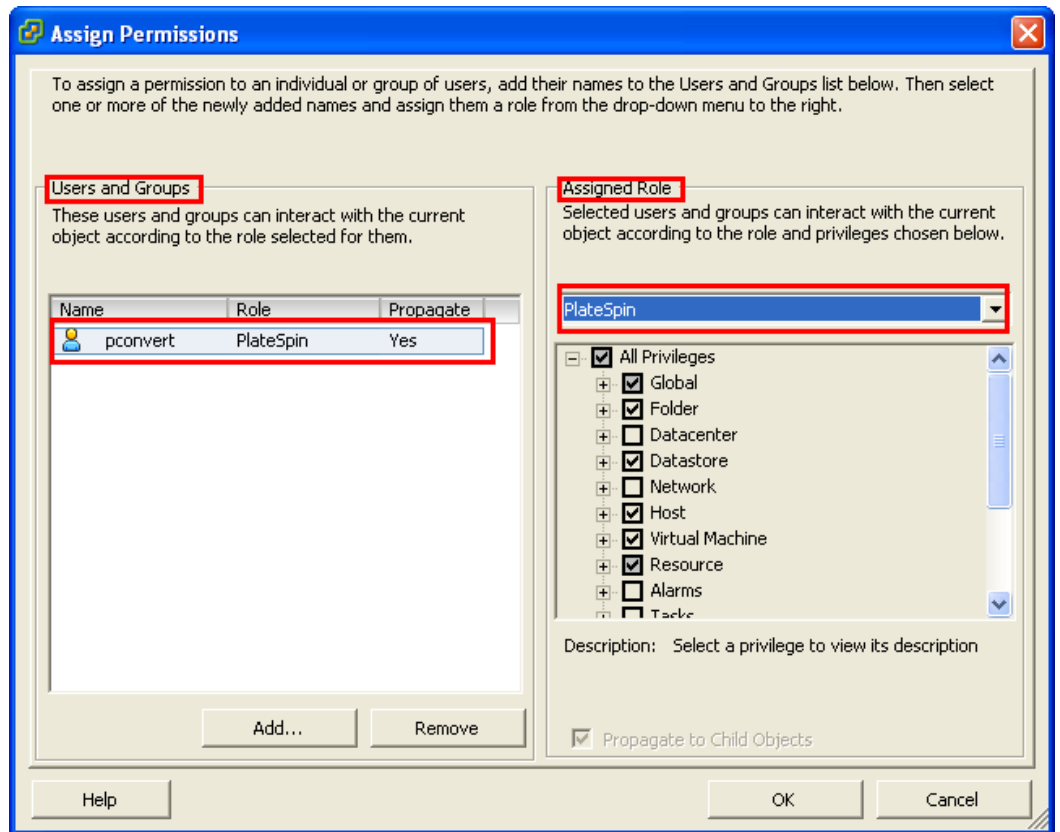 Assign Permissions
To assign a permission to an individual or group of users, add their names to the Users and Groups list below. Then select
one or more of the newly added names and assign them a role from the drop-down menu to the right.
Users and Groups
These users and groups can interact with the current
object according to the role selected for them.
Name Role Propagate
pconvert PlateSpin Yes
Add... Remove
Assigned Role
Selected users and groups can interact with the current
object according to the role and privileges chosen below.
PlateSpin
All Privileges
Global
Folder
Datacenter
Datastore
Network
Host
Virtual Machine
Resource
Alarms
Tasks
Description: Select a privilege to view its description
Propagate to Child Objects
Help OK Cancel